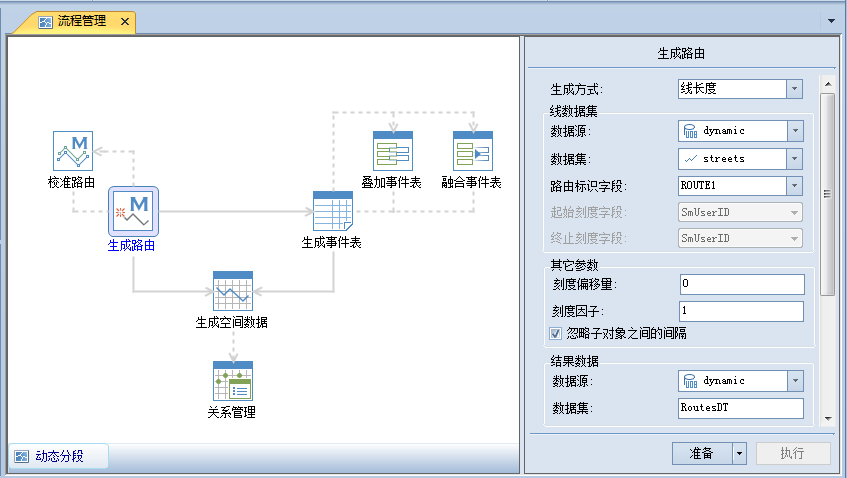 流程管理
校准路由
生成路由
叠加事件表
融合事件表
生成事件表
生成空间数据
关系管理
动态分段
生成路由
生成方式: 线长度
线数据集
数据源: dynamic
数据集: streets
路由标识字段: ROUTE1
起始刻度字段: SmUserID
终止刻度字段: SmUserID
其它参数
刻度偏移量: 0
刻度因子: 1
忽略子对象之间的间隔
结果数据
数据源: dynamic
数据集: RoutesDT
准备 执行